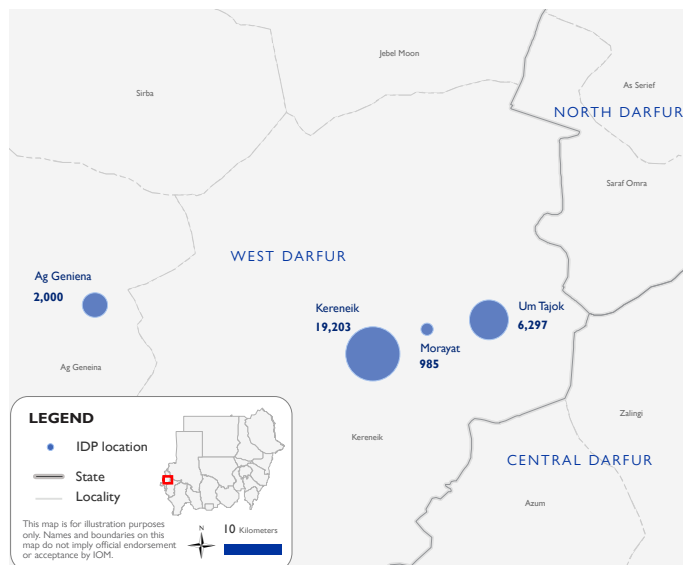 Jebel Moon
Sirba
As Serief
NORTH DARFUR
Saraf Omra
WEST DARFUR
Ag Geniena
2,000
Kereneik
19,203
Um Tajok
6,297
Morayat
985
Ag Geneina
Zalingi
Kereneik
CENTRAL DARFUR
Azum
LEGEND
IDP location
State
Locality
This map is for illustration purposes
only. Names and boundaries on this
map do not imply official endorsement
or acceptance by IOM.
N
10 Kilometers